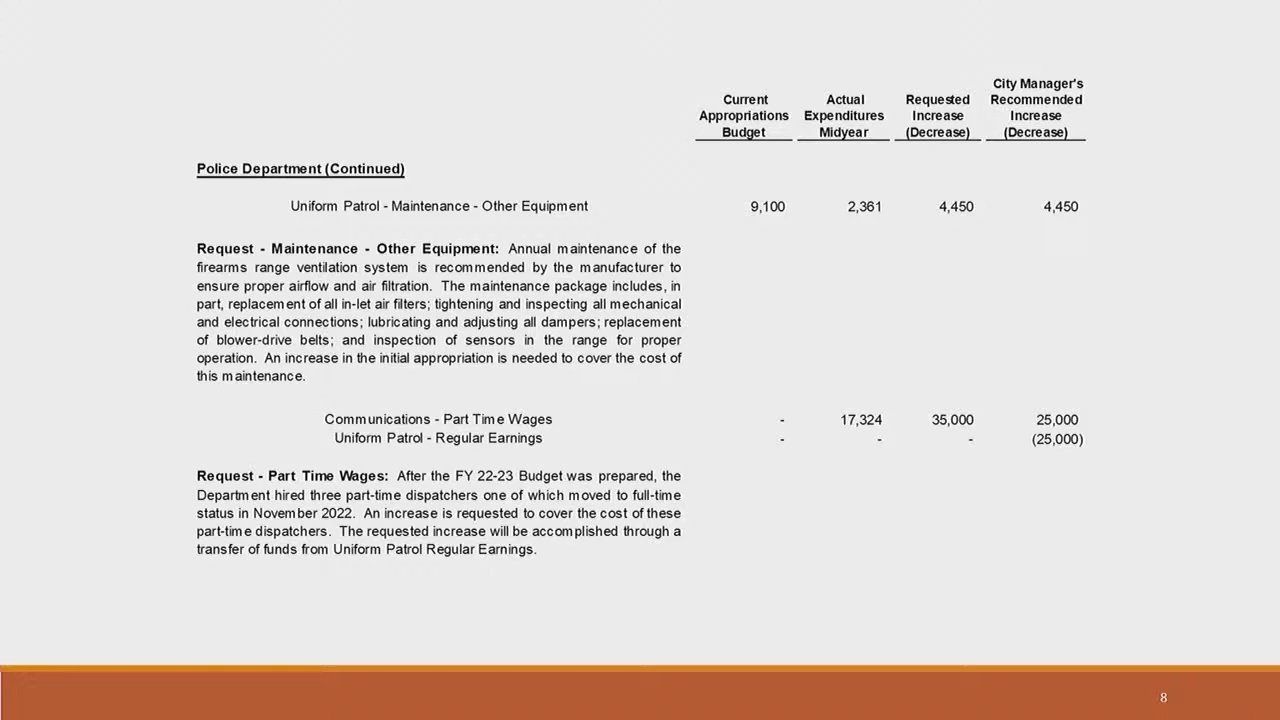 City Manager's
Current Actual Requested Recommended
Appropriations Expenditures Increase Increase
Budget Midyear (Decrease) (Decrease)
Police Department (Continued)
Uniform Patrol - Maintenance - Other Equipment 9,100 2,361 4,450 4,450
Request - Maintenance - Other Equipment: Annual maintenance of the
firearms range ventilation system is recommended by the manufacturer to
ensure proper airflow and air filtration. The maintenance package includes, in
part, replacement of all in-let air filters; tightening and inspecting all mechanical
and electrical connections; lubricating and adjusting all dampers; replacement
of blower-drive belts; and inspection of sensors in the range for proper
operation. An increase in the initial appropriation is needed to cover the cost of
this maintenance.
Communications - Part Time Wages - 17,324 35,000 25,000
Uniform Patrol - Regular Earnings - - - (25,000)
Request - Part Time Wages: After the FY 22-23 Budget was prepared, the
Department hired three part-time dispatchers one of which moved to full-time
status in November 2022. An increase is requested to cover the cost of these
part-time dispatchers. The requested increase will be accomplished through a
transfer of funds from Uniform Patrol Regular Earnings.
8